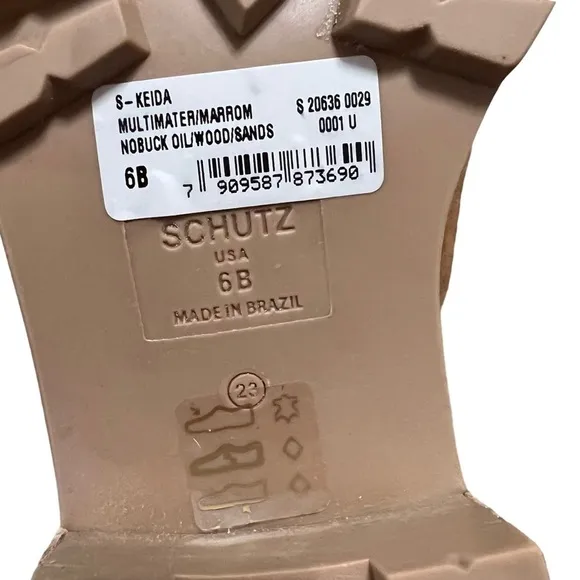 S-KEIDA
MULTIMATER/MARROM S 20636 0029
NOBUCK OIL/WOOD/SANDS 0001 U
6B
7 909587 873690
SCHUTZ
USA
6B
MADE IN BRAZIL
23